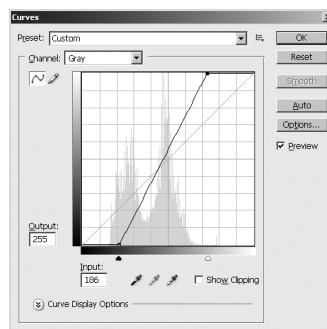 Curves
Preset: Custom
OK
Channel: Gray
Reset
Smooth
Auto
Options...
Preview
Output:
255
Input:
186
Show Clipping
Curve Display Options